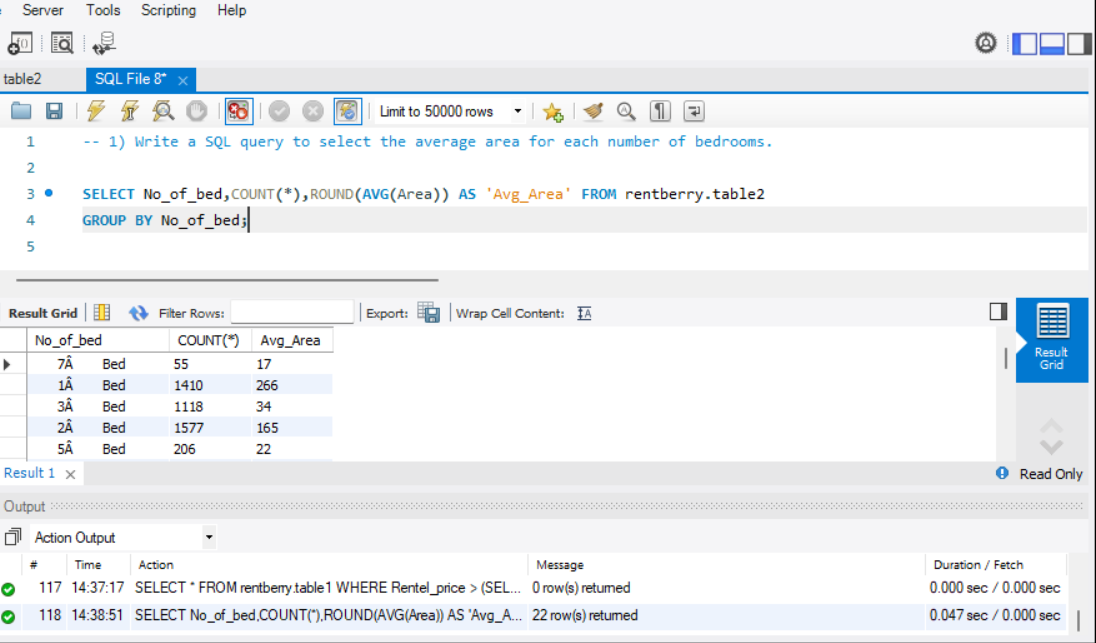 Server Tools Scripting Help
table2 SQL File 8* ×
Limit to 50000 rows
1 -- 1) Write a SQL query to select the average area for each number of bedrooms.
2
3 SELECT No_of_bed,COUNT(*),ROUND(AVG(Area)) AS 'Avg_Area' FROM rentberry.table2
4 GROUP BY No_of_bed;
5
Result Grid Filter Rows: Export: Wrap Cell Content: IA
No_of_bed COUNT(*) Avg_Area
7Â Bed 55 17
1Â Bed 1410 266
3Â Bed 1118 34
2Â Bed 1577 165
5Â Bed 206 22
Result
Grid
Result 1 × Read Only
Output
Action Output
# Time Action Message Duration / Fetch
117 14:37:17 SELECT * FROM rentberry.table1 WHERE Rentel_price > (SEL... 0 row(s) returned 0.000 sec / 0.000 sec
118 14:38:51 SELECT No_of_bed,COUNT(*),ROUND(AVG(Area)) AS 'Avg_A... 22 row(s) returned 0.047 sec / 0.000 sec